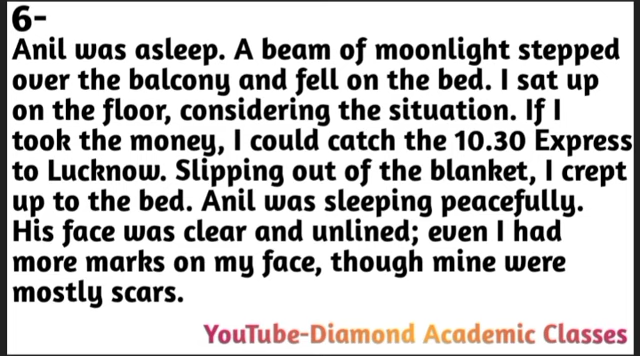 6-
Anil was asleep. A beam of moonlight stepped
over the balcony and fell on the bed. I sat up
on the floor, considering the situation. If I
took the money, I could catch the 10.30 Express
to Lucknow. Slipping out of the blanket, I crept
up to the bed. Anil was sleeping peacefully.
His face was clear and unlined; even I had
more marks on my face, though mine were
mostly scars.
YouTube-Diamond Academic Classes